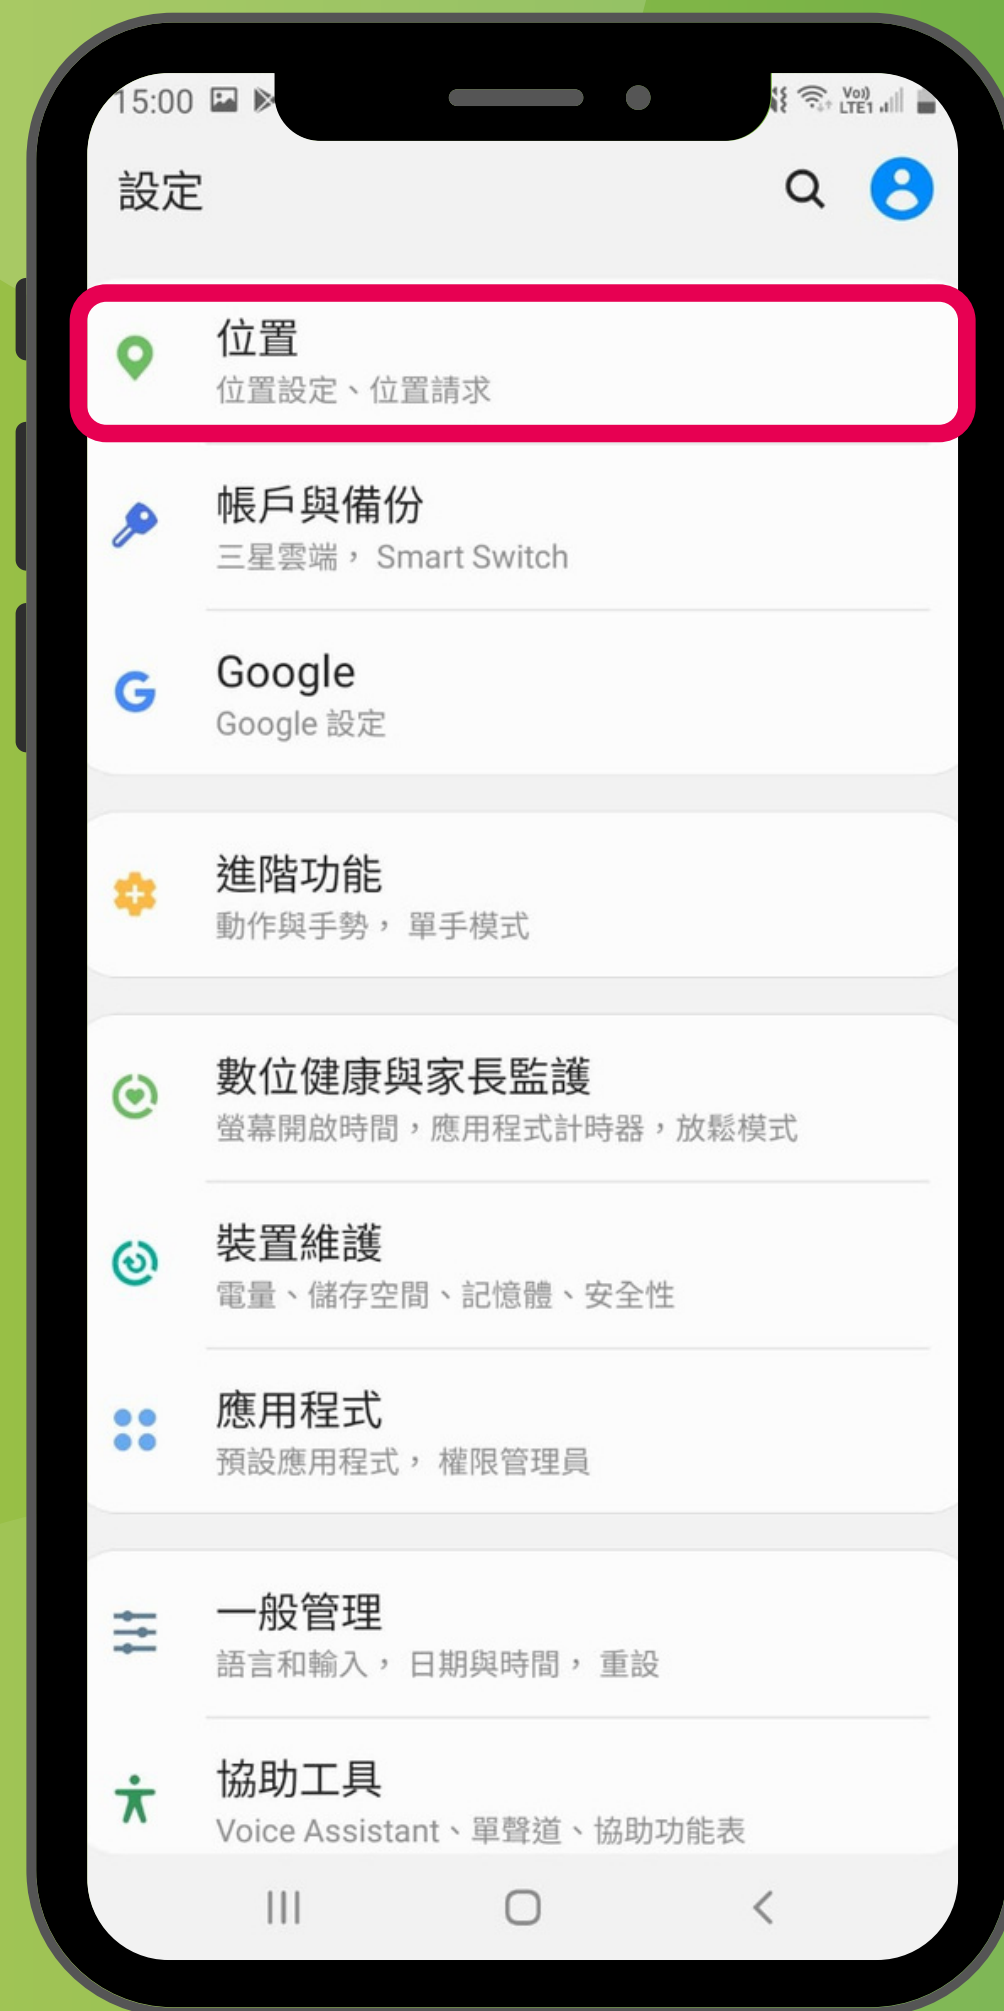 15:00
Vo)) LTE1
設定
位置
位置設定、位置請求
帳戶與備份
三星雲端， Smart Switch
Google
Google 設定
進階功能
動作與手勢， 單手模式
數位健康與家長監護
螢幕開啟時間，應用程式計時器，放鬆模式
裝置維護
電量、儲存空間、記憶體、安全性
應用程式
預設應用程式， 權限管理員
一般管理
語言和輸入， 日期與時間， 重設
協助工具
Voice Assistant、單聲道、協助功能表